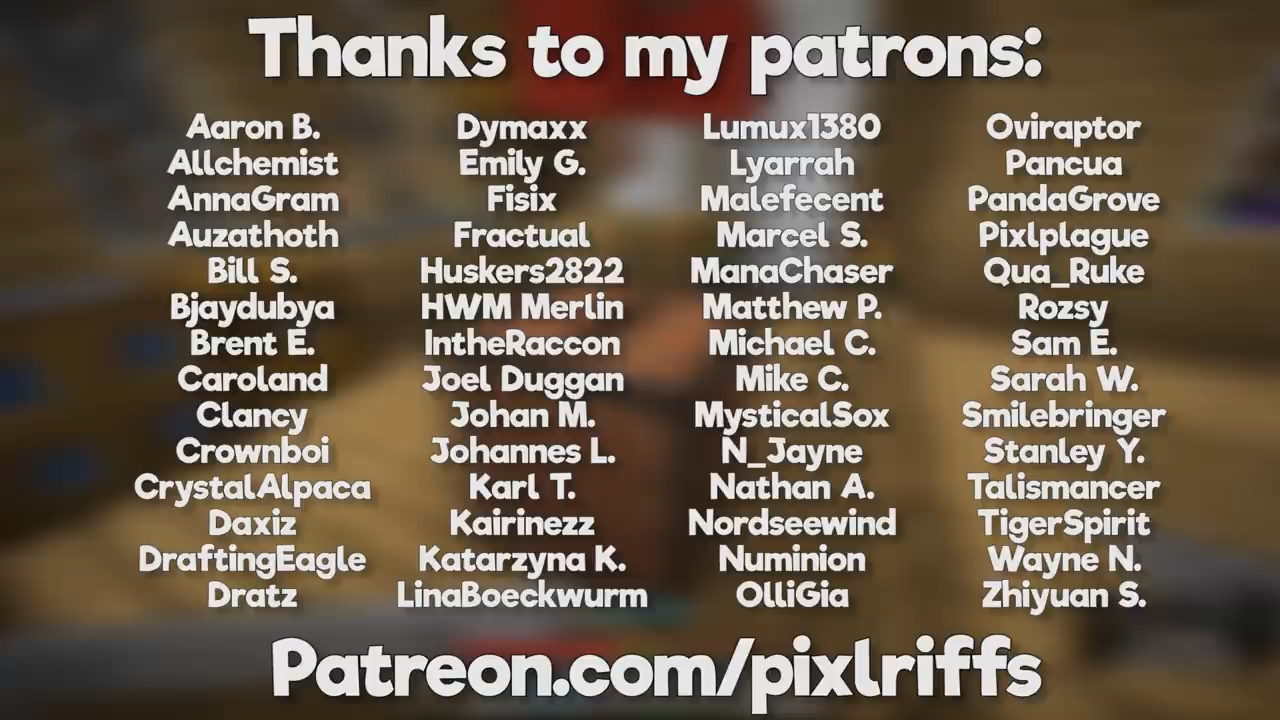 Thanks to my patrons:
Aaron B.
Allchemist
AnnaGram
Auzathoth
Bill S.
Bjaydubya
Brent E.
Caroland
Clancy
Crownboi
CrystalAlpaca
Daxiz
DraftingEagle
Dratz
Dymaxx
Emily G.
Fisix
Fractual
Huskers2822
HWM Merlin
IntheRaccon
Joel Duggan
Johan M.
Johannes L.
Karl T.
Kairinezz
Katarzyna K.
LinaBoeckwurm
Lumux1380
Lyarrah
Malefecent
Marcel S.
ManaChaser
Matthew P.
Michael C.
Mike C.
MysticalSox
N_Jayne
Nathan A.
Nordseewind
Numinion
OlliGia
Oviraptor
Pancua
PandaGrove
Pixlplague
Qua_Ruke
Rozsy
Sam E.
Sarah W.
Smilebringer
Stanley Y.
Talismancer
TigerSpirit
Wayne N.
Zhiyuan S.
Patreon.com/pixlriffs